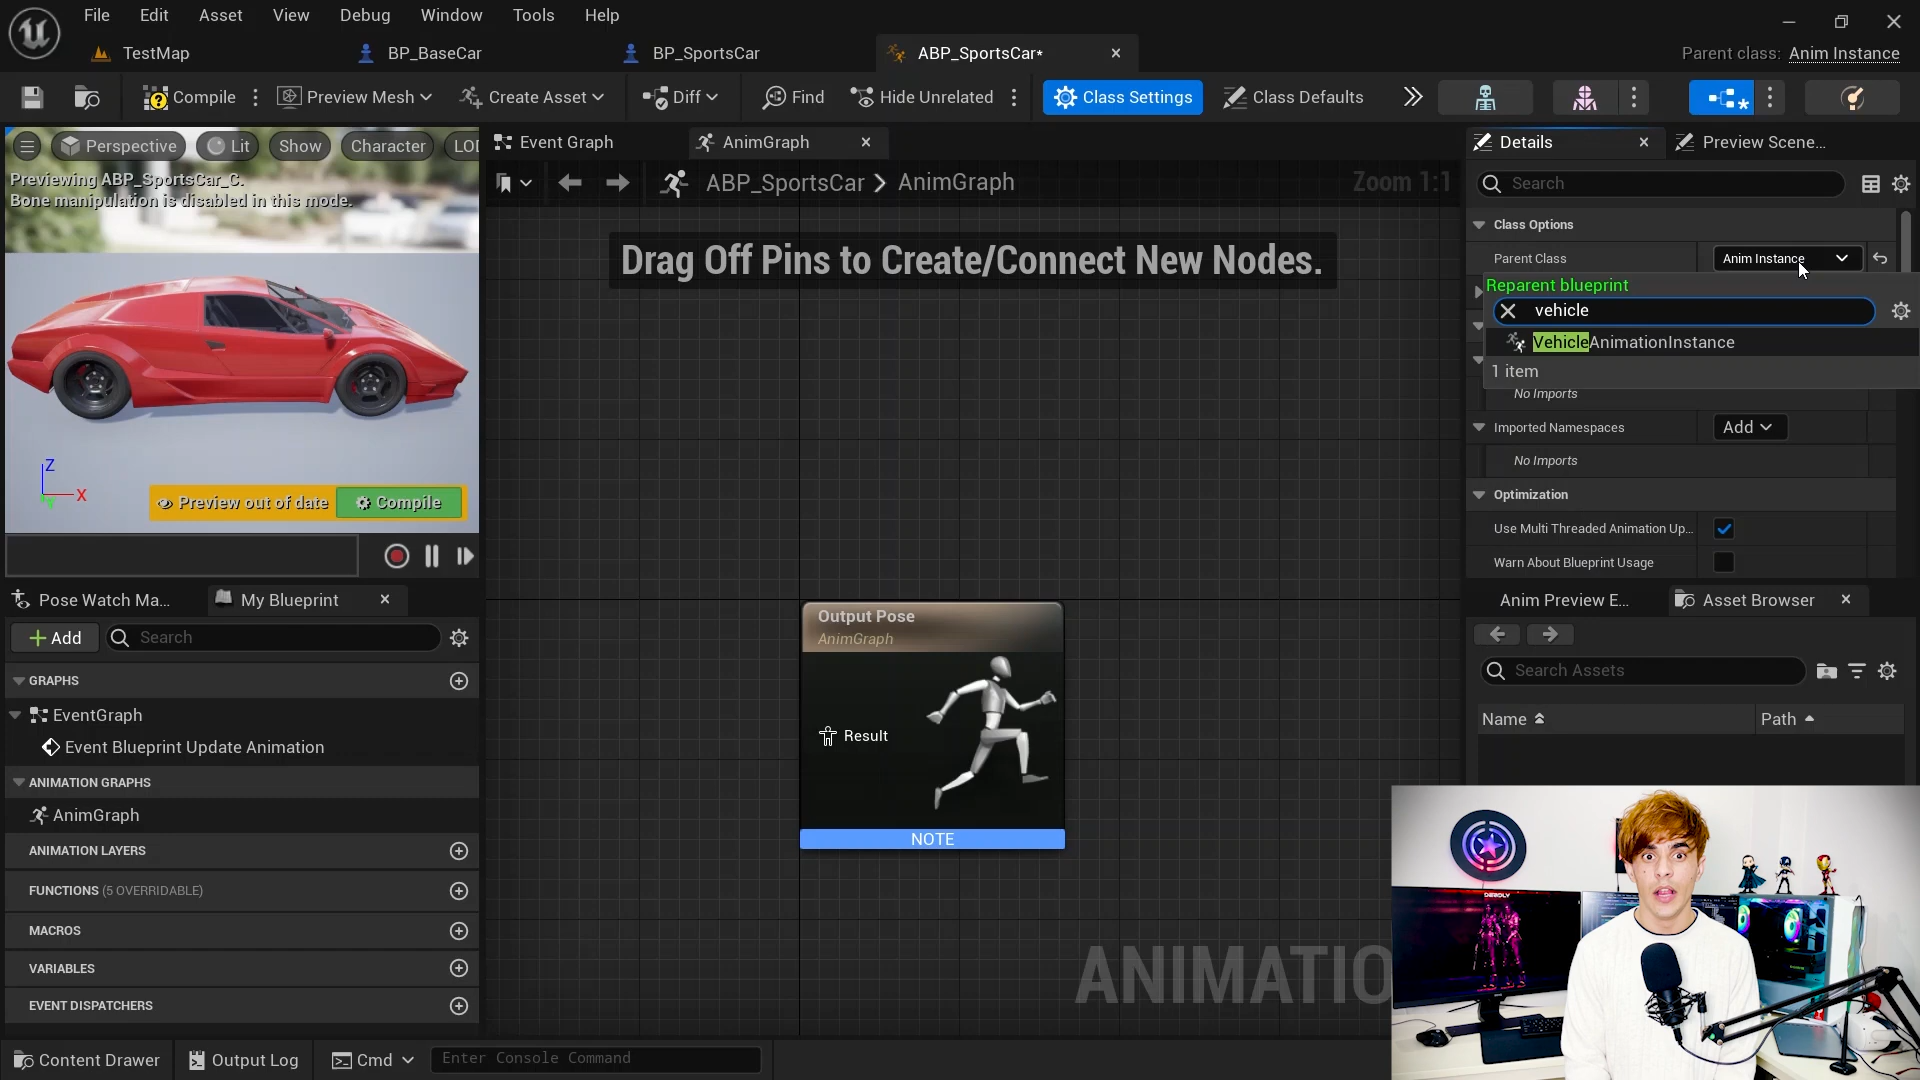 File Edit Asset View Debug Window Tools Help
TestMap BP_BaseCar BP_SportsCar ABP_SportsCar* Parent class: Anim Instance
Compile Preview Mesh Create Asset Diff Find Hide Unrelated Class Settings Class Defaults
Perspective Lit Show Character LOD
Previewing ABP_SportsCar_C.
Bone manipulation is disabled in this mode.
Z
X
Y
Preview out of date Compile
Pose Watch Ma... My Blueprint
Add Search
GRAPHS
EventGraph
Event Blueprint Update Animation
ANIMATION GRAPHS
AnimGraph
ANIMATION LAYERS
FUNCTIONS (5 OVERRIDABLE)
MACROS
VARIABLES
EVENT DISPATCHERS
Event Graph AnimGraph
ABP_SportsCar > AnimGraph Zoom 1:1
Drag Off Pins to Create/Connect New Nodes.
Output Pose
AnimGraph
Result
NOTE
ANIMATIO
Details Preview Scene...
Search
Class Options
Parent Class Anim Instance
Reparent blueprint
vehicle
VehicleAnimationInstance
1 item
No Imports
Imported Namespaces Add
No Imports
Optimization
Use Multi Threaded Animation Up...
Warn About Blueprint Usage
Anim Preview E... Asset Browser
Search Assets
Name Path
Content Drawer Output Log Cmd Enter Console Command